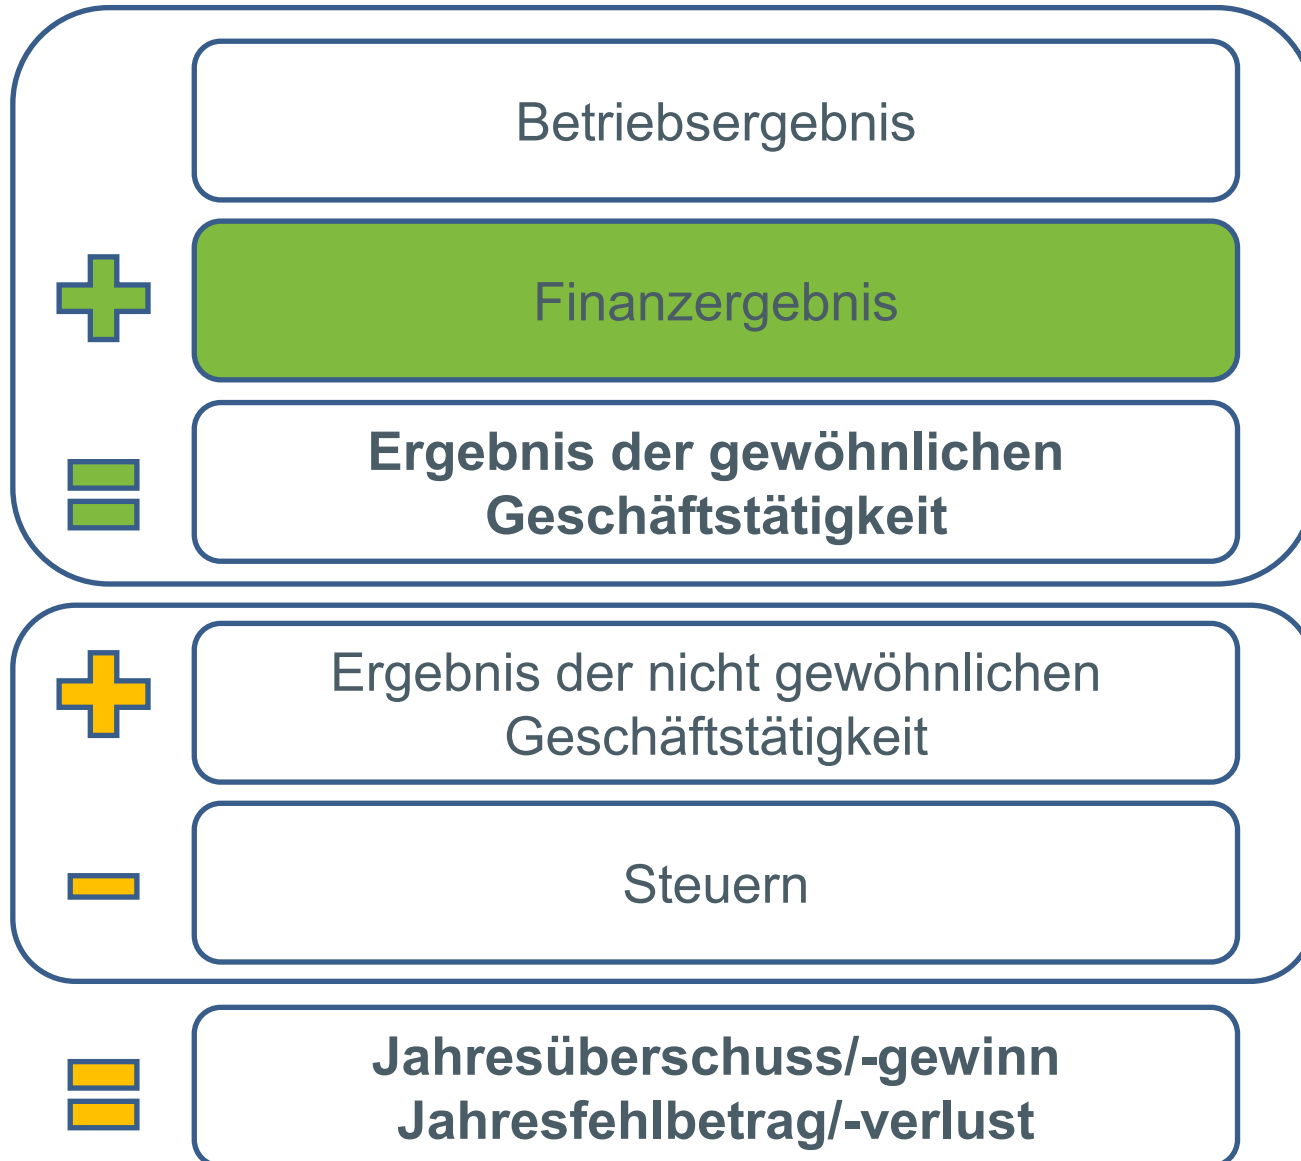 Betriebsergebnis
Finanzergebnis
Ergebnis der gewöhnlichen
Geschäftstätigkeit
Ergebnis der nicht gewöhnlichen
Geschäftstätigkeit
Steuern
Jahresüberschuss/-gewinn
Jahresfehlbetrag/-verlust